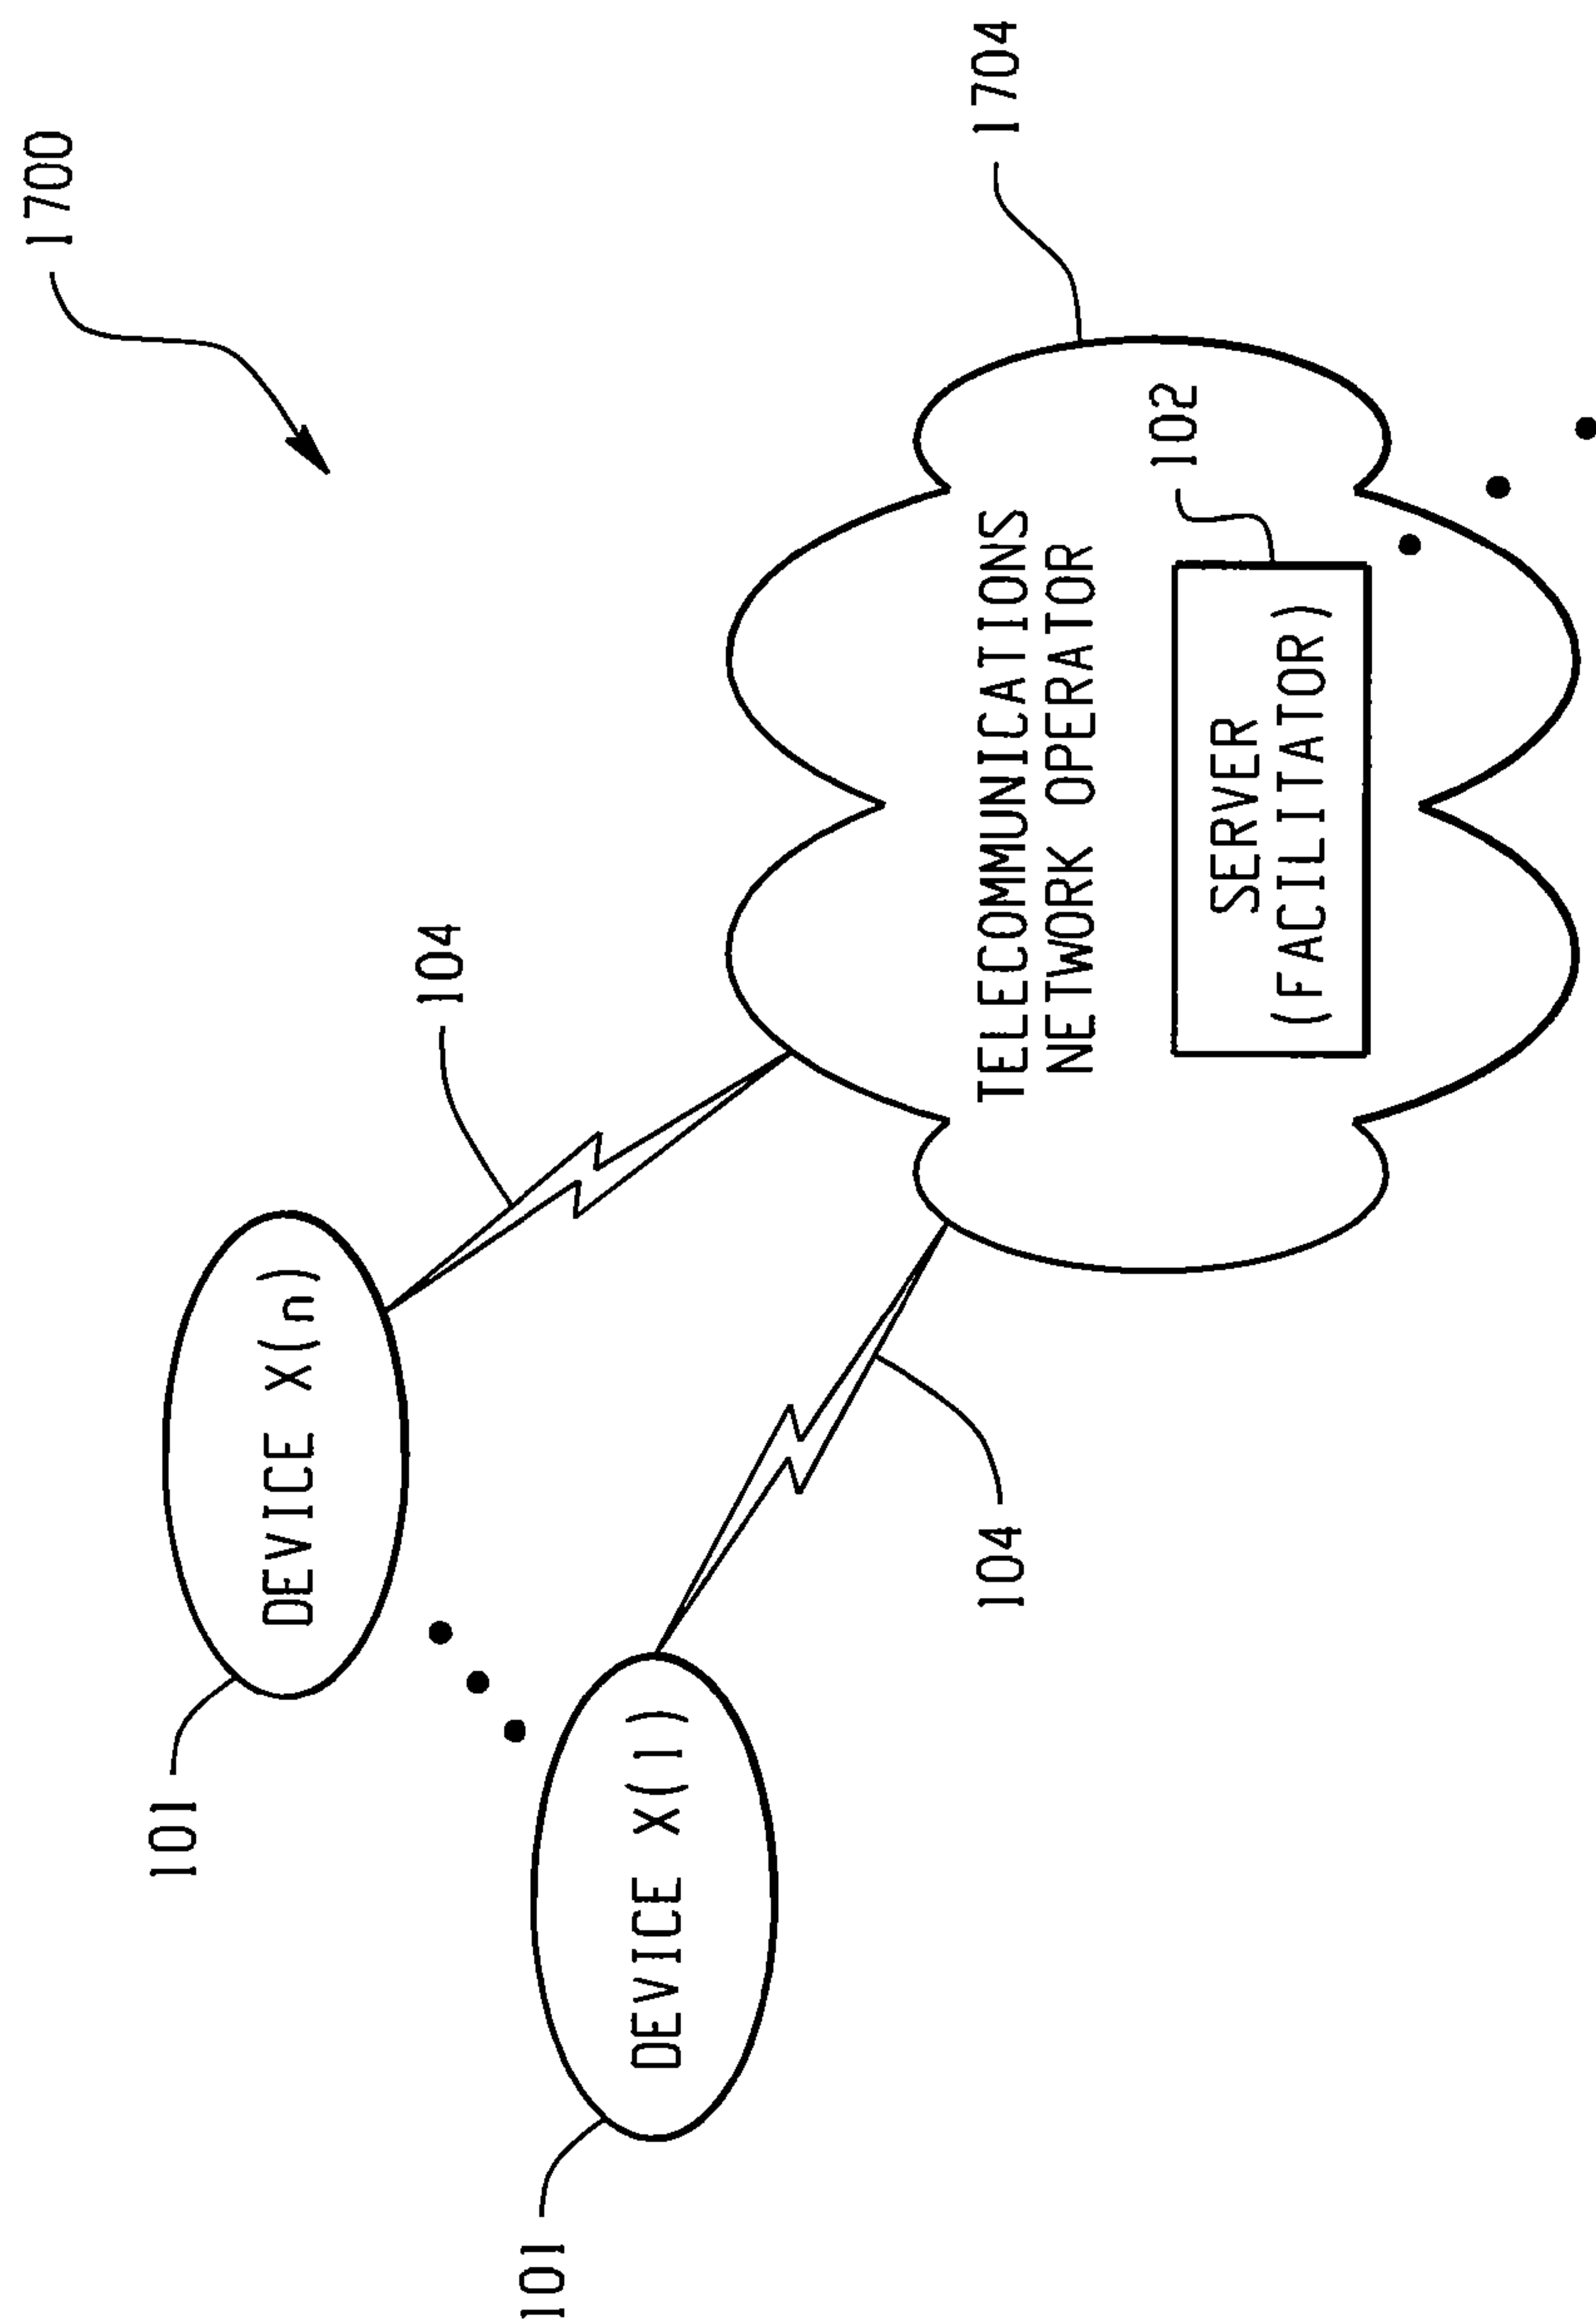 1700
101
DEVICE X(n)
104
101
DEVICE X(1)
104
1704
TELECOMMUNICATIONS
NETWORK OPERATOR
102
SERVER
(FACILITATOR)